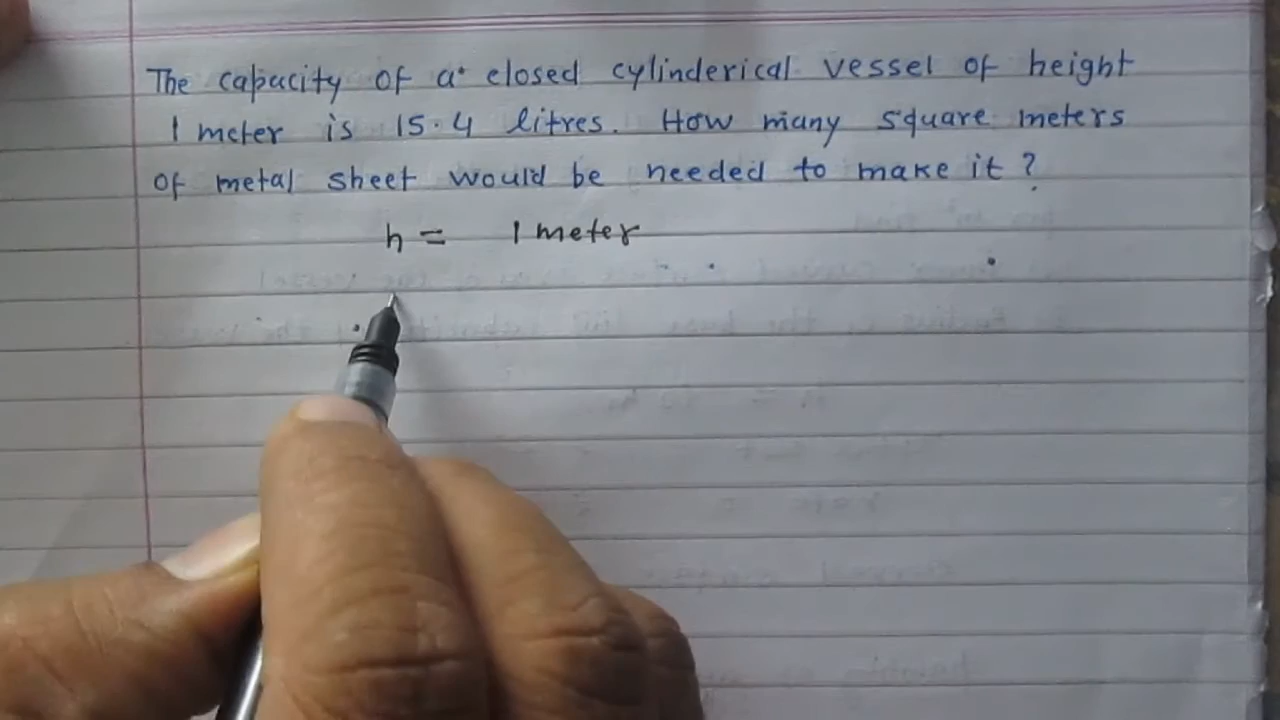 The capacity of a closed cylinderical vessel of height
1 meter is 15.4 litres. How many square meters
of metal sheet would be needed to make it?
h = 1 meter